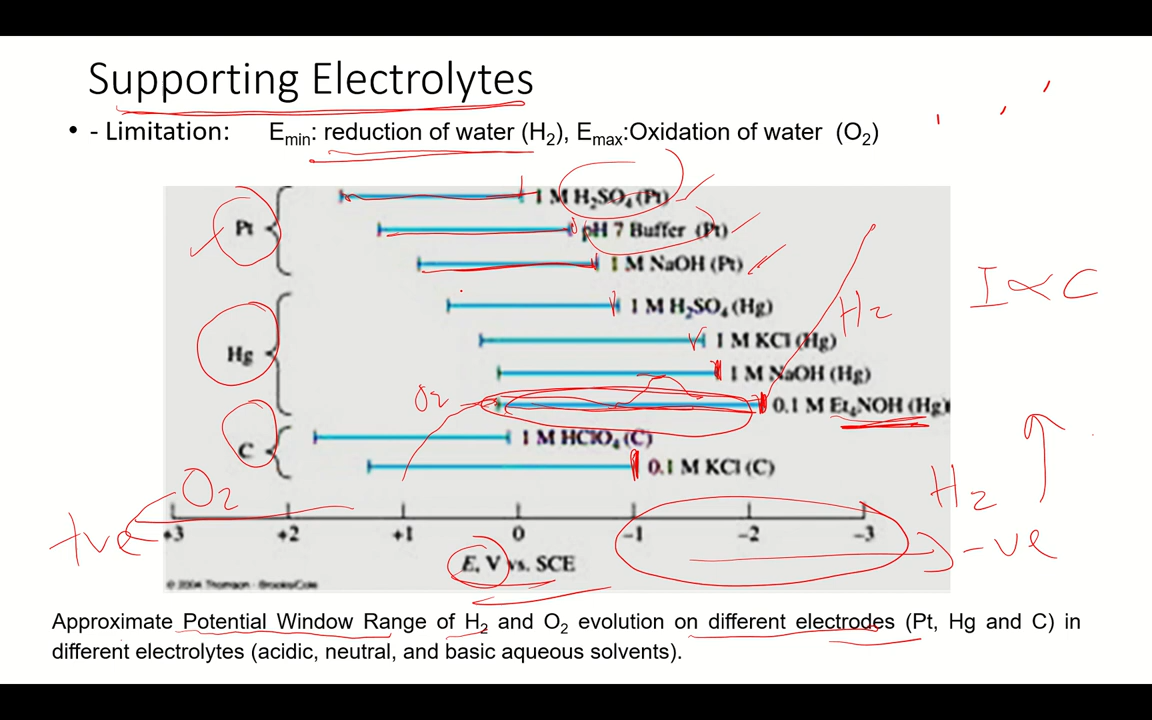 Supporting Electrolytes
• - Limitation: Emin: reduction of water (H2), Emax:Oxidation of water (O2)
1 M H2SO4 (Pt)
Pt
pH 7 Buffer (Pt)
1 M NaOH (Pt)
I ∝ C
1 M H2SO4 (Hg)
H2
1 M KCl (Hg)
Hg
1 M NaOH (Hg)
O2
0.1 M Et4NOH (Hg)
1 M HClO4 (C)
C
0.1 M KCl (C)
O2
H2
+ve
-ve
+3 +2 +1 0 -1 -2 -3
E, V vs. SCE
© 2004 Thomson - Brooks/Cole
Approximate Potential Window Range of H2 and O2 evolution on different electrodes (Pt, Hg and C) in
different electrolytes (acidic, neutral, and basic aqueous solvents).